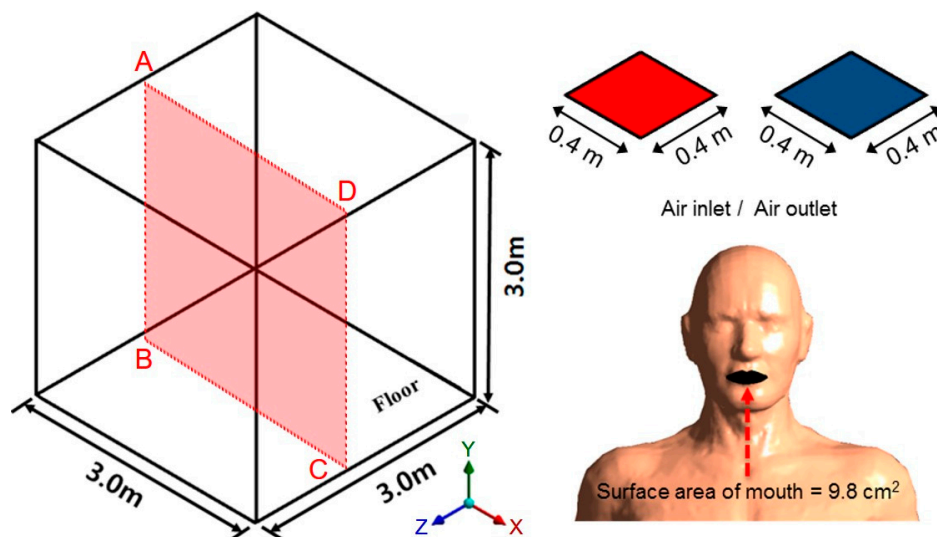 A
D
B
C
Floor
3.0m
3.0m
3.0m
Y
Z
X
0.4 m
0.4 m
0.4 m
0.4 m
Air inlet / Air outlet
Surface area of mouth = 9.8 cm²